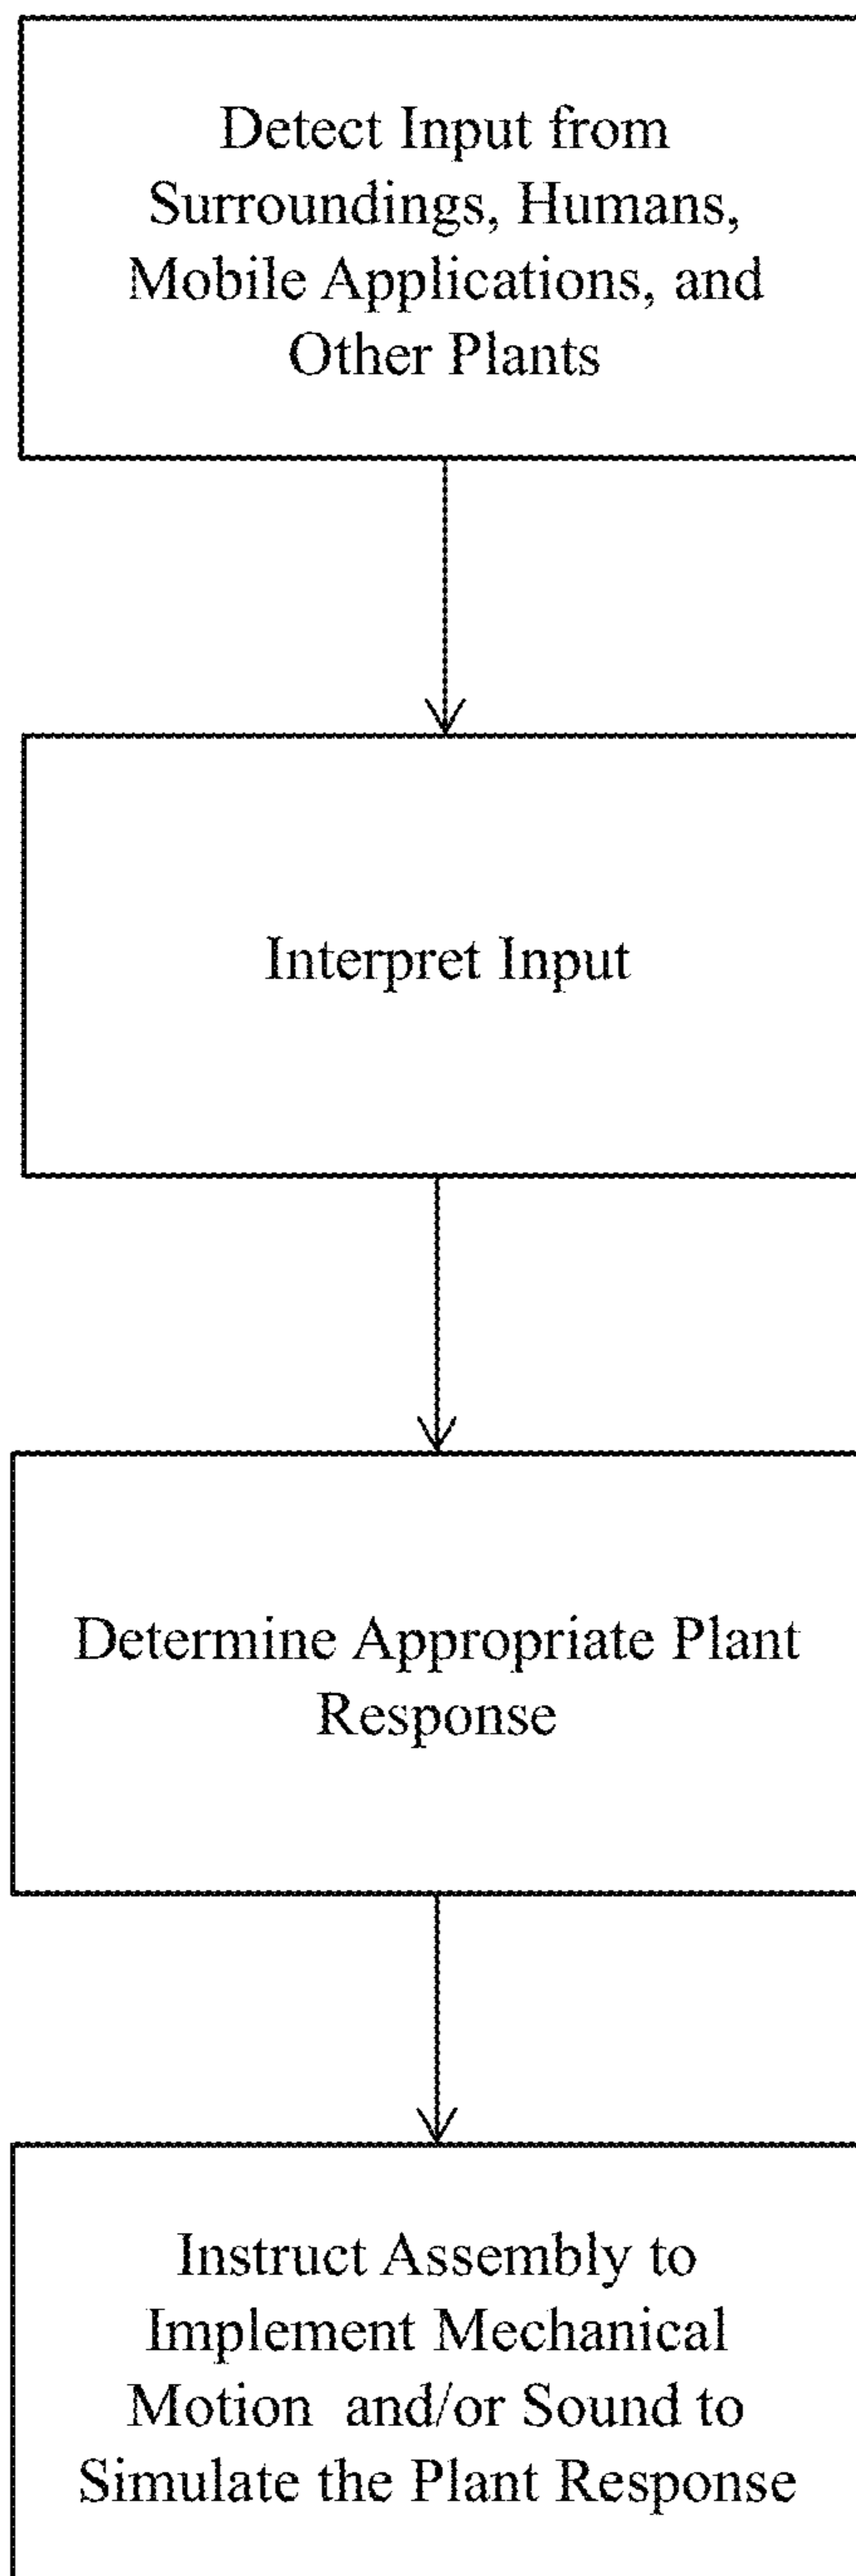 Detect Input from
Surroundings, Humans,
Mobile Applications, and
Other Plants
Interpret Input
Determine Appropriate Plant
Response
Instruct Assembly to
Implement Mechanical
Motion  and/or Sound to
Simulate the Plant Response